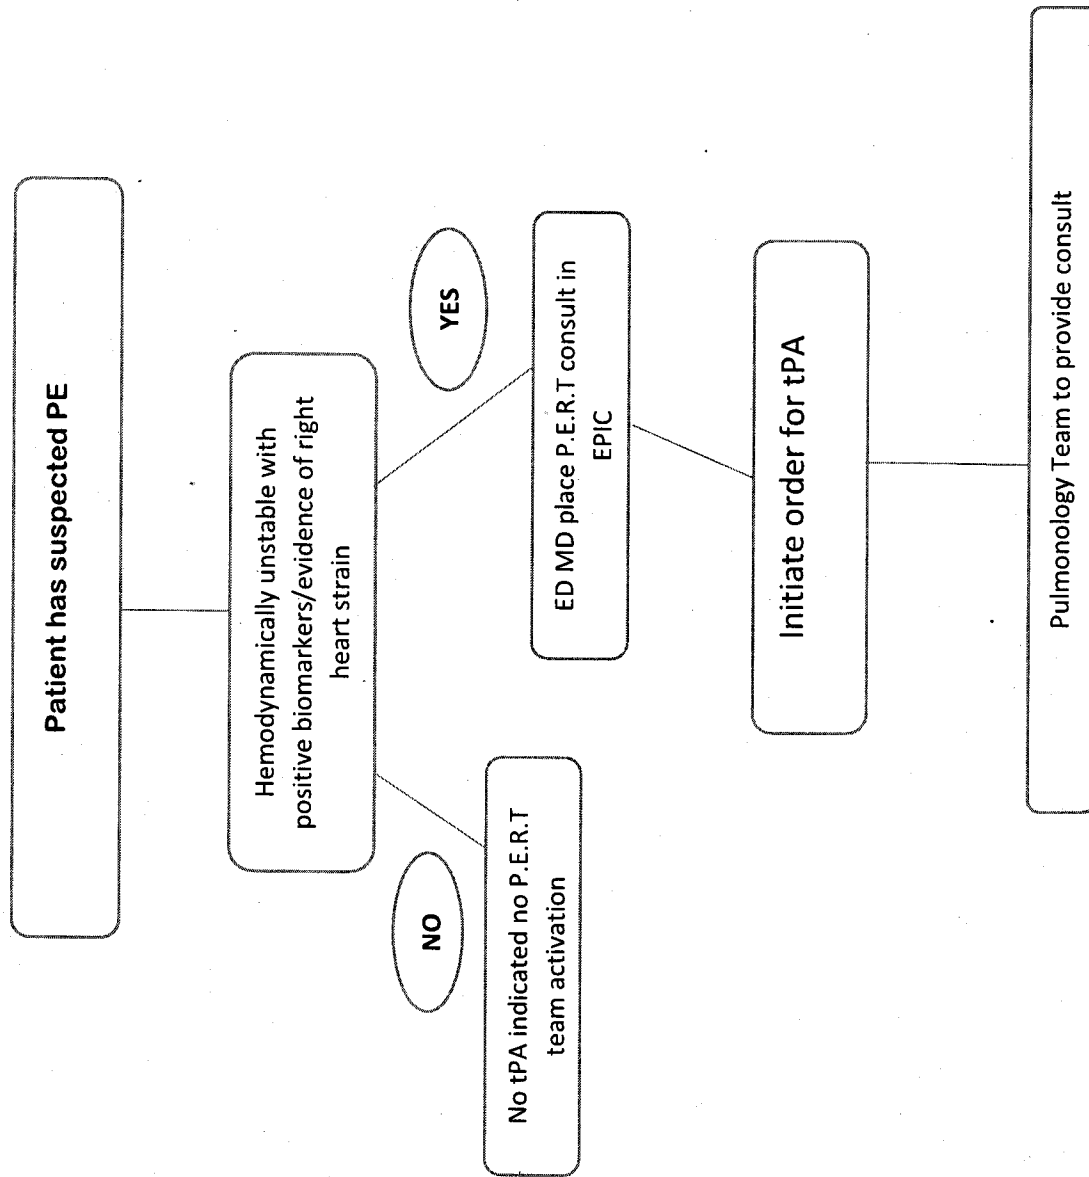 Patient has suspected PE
Hemodynamically unstable with
positive biomarkers/evidence of right
heart strain
NO
YES
No tPA indicated no P.E.R.T
team activation
ED MD place P.E.R.T consult in
EPIC
Initiate order for tPA
Pulmonology Team to provide consult